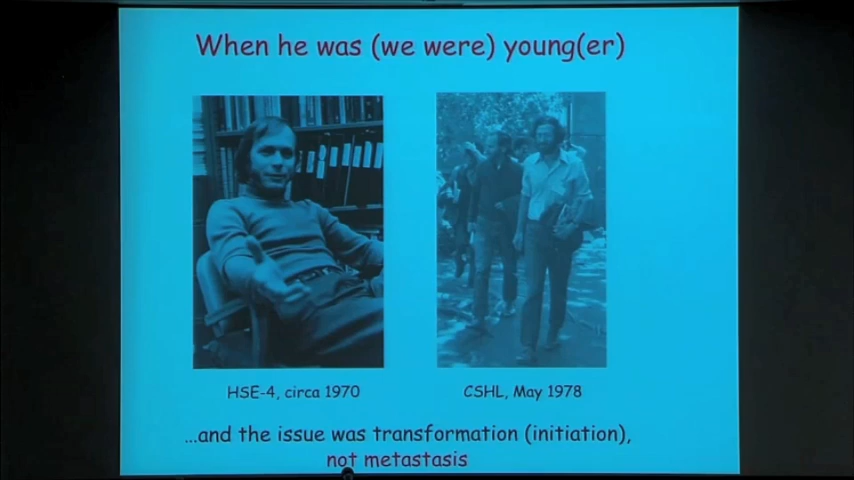 When he was (we were) young(er)
HSE-4, circa 1970
CSHL, May 1978
...and the issue was transformation (initiation),
not metastasis